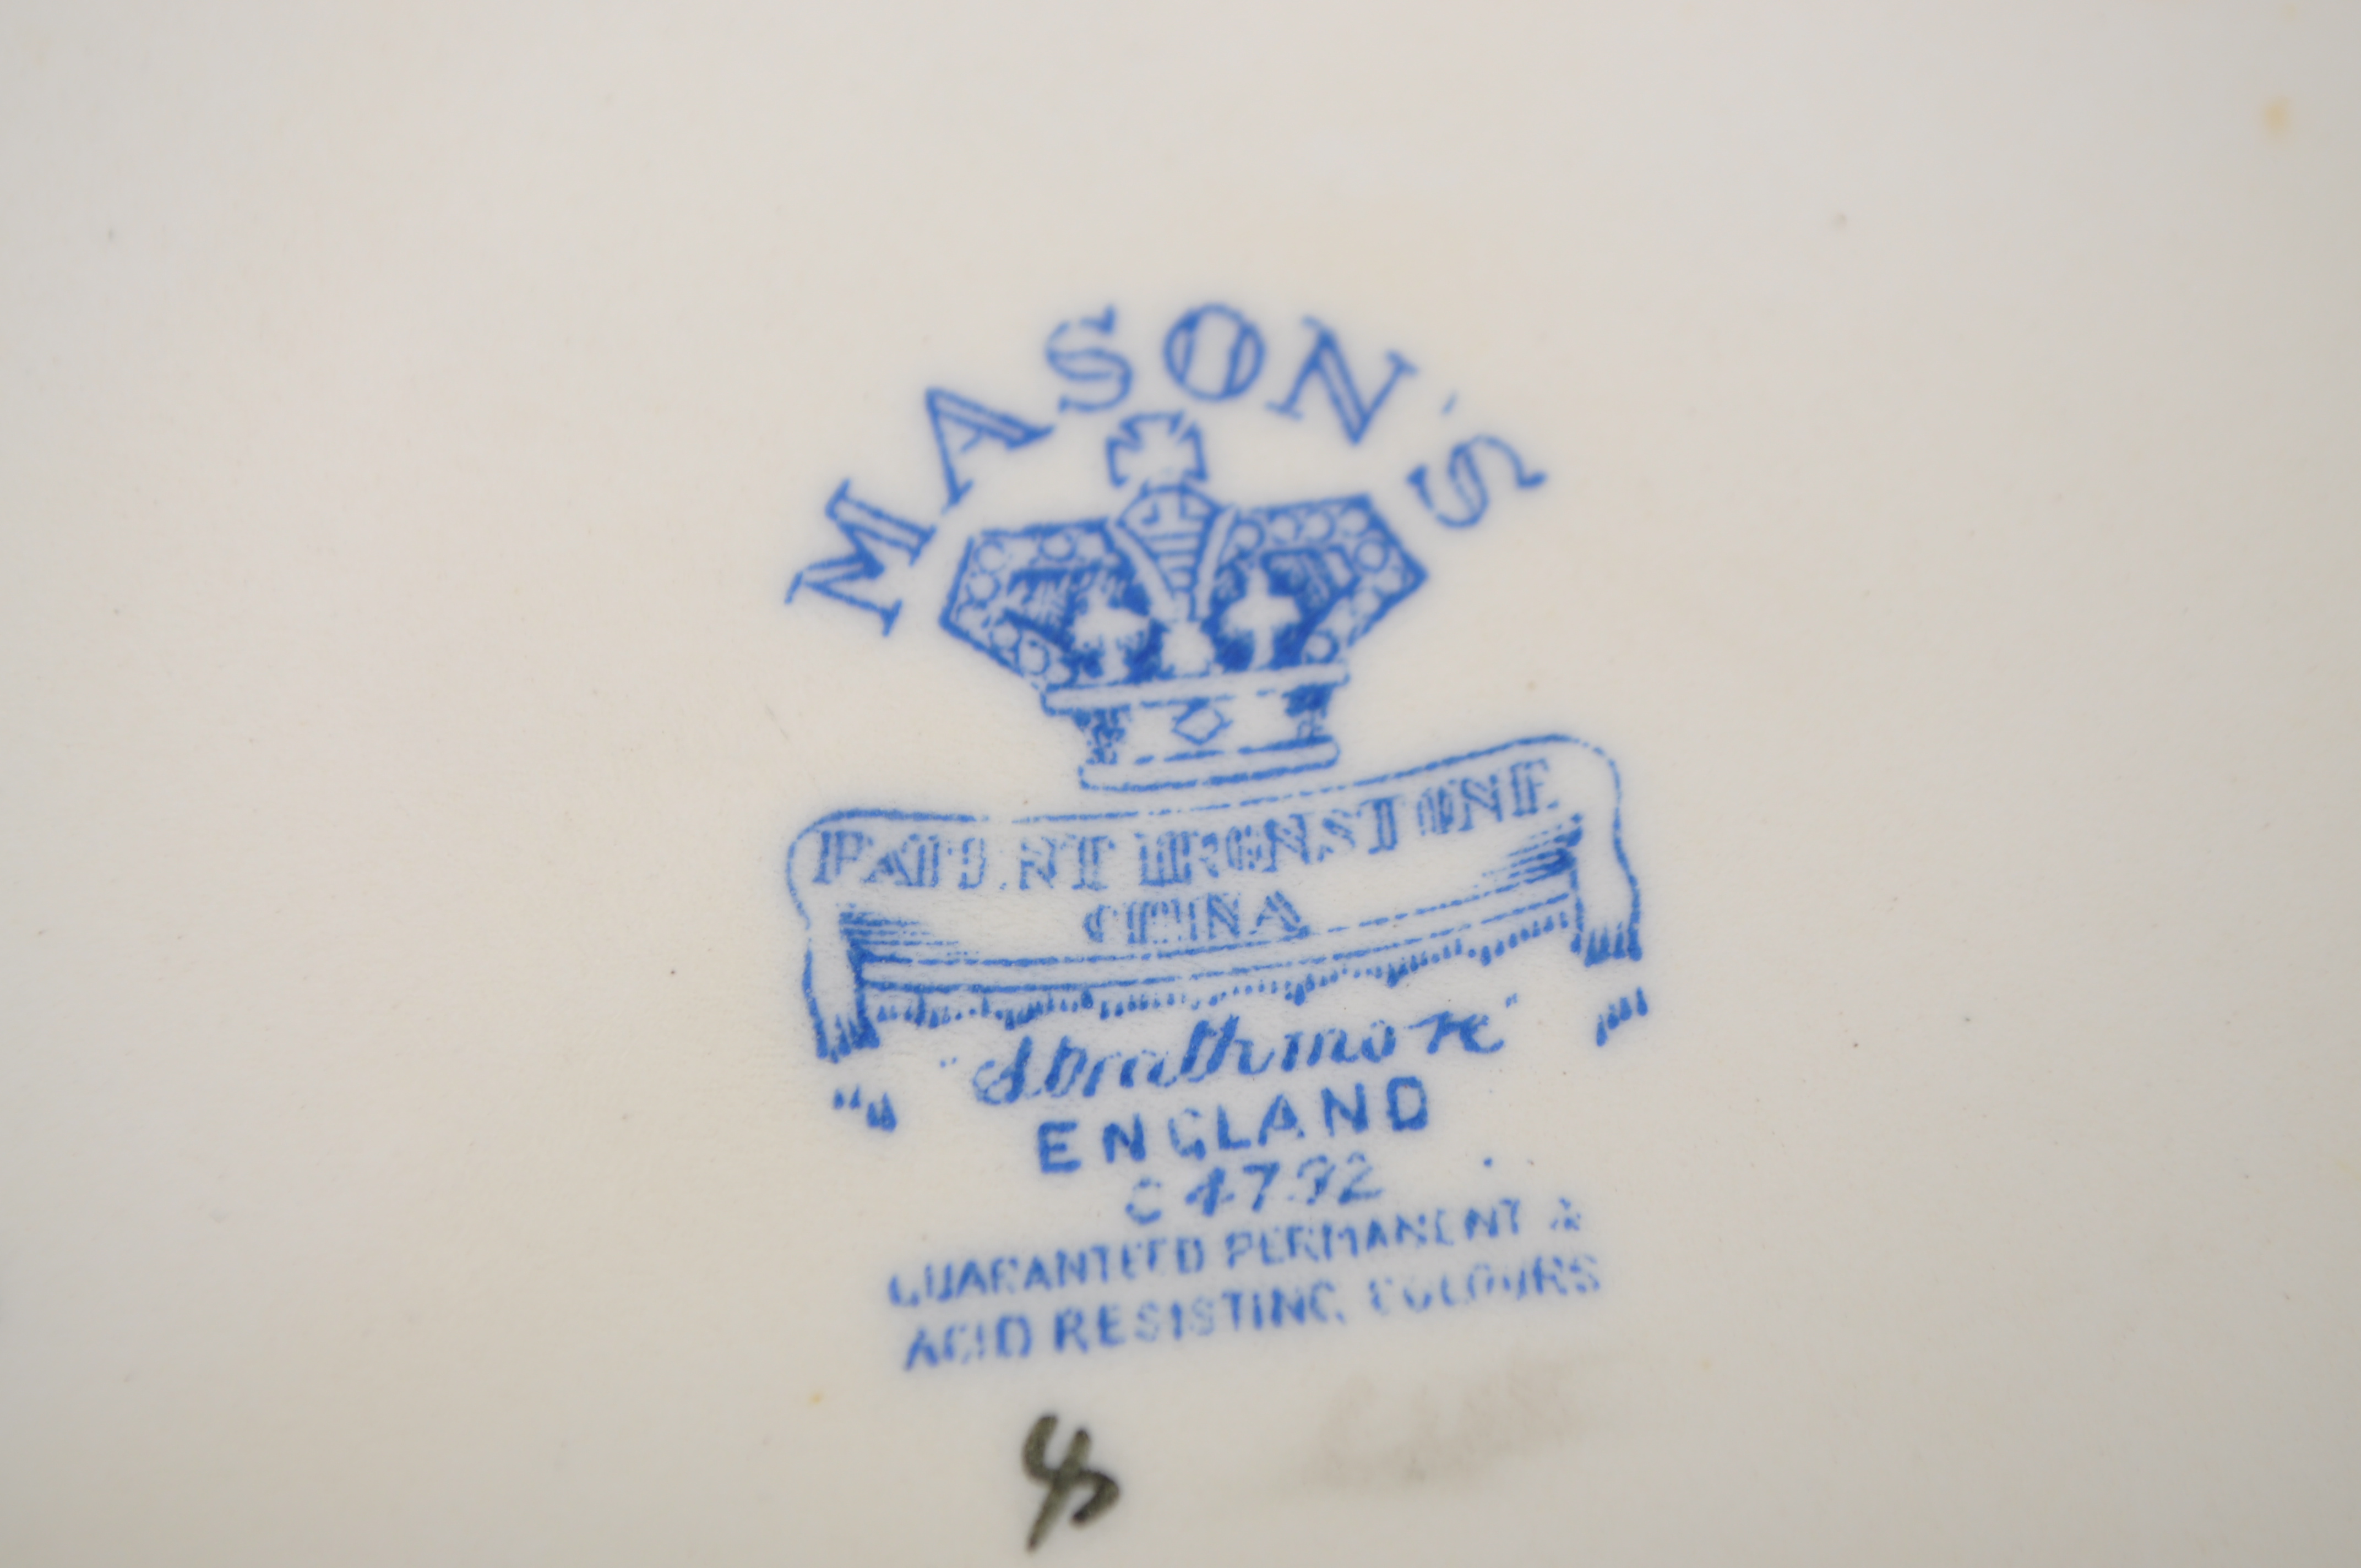 MASON'S
PATENT IRONSTONE
CHINA
"Strathmore"
ENGLAND
C 4792
GUARANTEED PERMANENT &
ACID RESISTING COLOURS